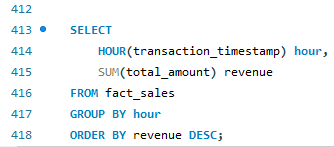 412
413 SELECT
414 HOUR(transaction_timestamp) hour,
415 SUM(total_amount) revenue
416 FROM fact_sales
417 GROUP BY hour
418 ORDER BY revenue DESC;